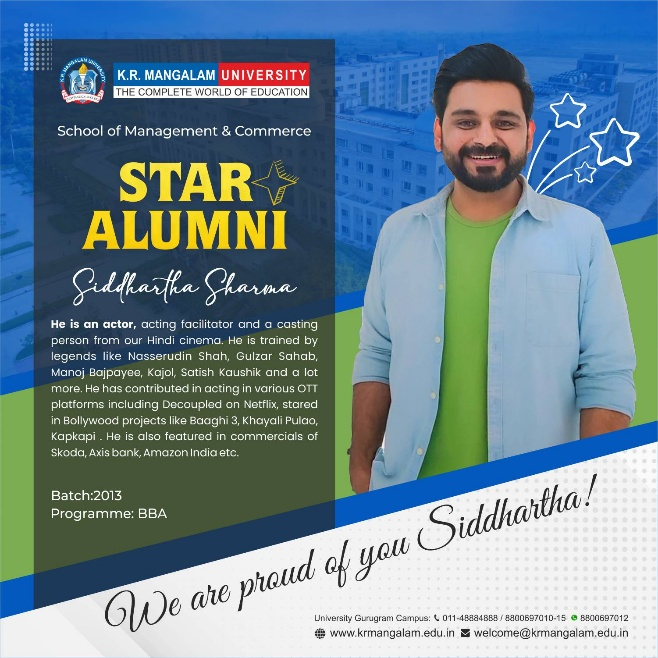 K.R. MANGALAM UNIVERSITY
THE COMPLETE WORLD OF EDUCATION
School of Management & Commerce
STAR
ALUMNI
Siddhartha Sharma
He is an actor, acting facilitator and a casting
person from our Hindi cinema. He is trained by
legends like Nasserudin Shah, Gulzar Sahab,
Manoj Bajpayee, Kajol, Satish Kaushik and a lot
more. He has contributed in acting in various OTT
platforms including Decoupled on Netflix, stared
in Bollywood projects like Baaghi 3, Khayali Pulao,
Kapkapi . He is also featured in commercials of
Skoda, Axis bank, Amazon India etc.
Batch:2013
Programme: BBA
We are proud of you Siddhartha!
University Gurugram Campus: 011-48884888 / 8800697010-15 8800697012
www.krmangalam.edu.in welcome@krmangalam.edu.in